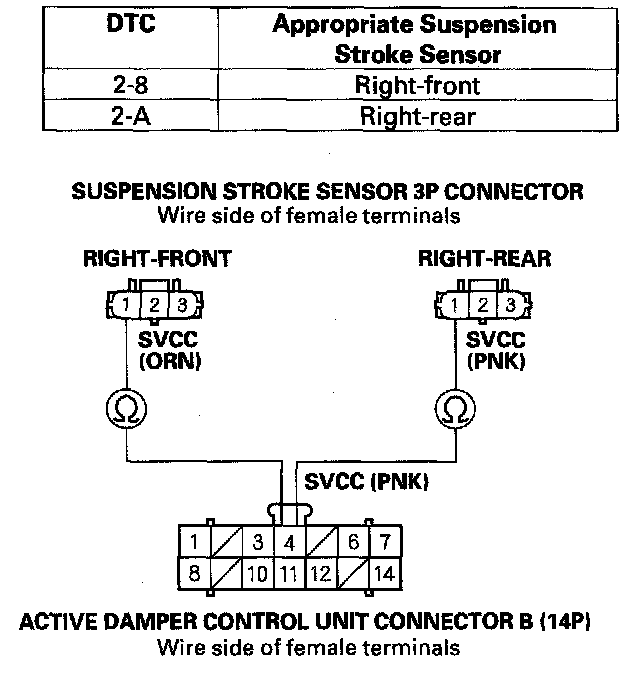 DTC Appropriate Suspension
Stroke Sensor
2-8 Right-front
2-A Right-rear
SUSPENSION STROKE SENSOR 3P CONNECTOR
Wire side of female terminals
RIGHT-FRONT RIGHT-REAR
1 2 3 1 2 3
SVCC SVCC
(ORN) (PNK)
Ω Ω
SVCC (PNK)
1 3 4 6 7
8 10 11 12 14
ACTIVE DAMPER CONTROL UNIT CONNECTOR B (14P)
Wire side of female terminals